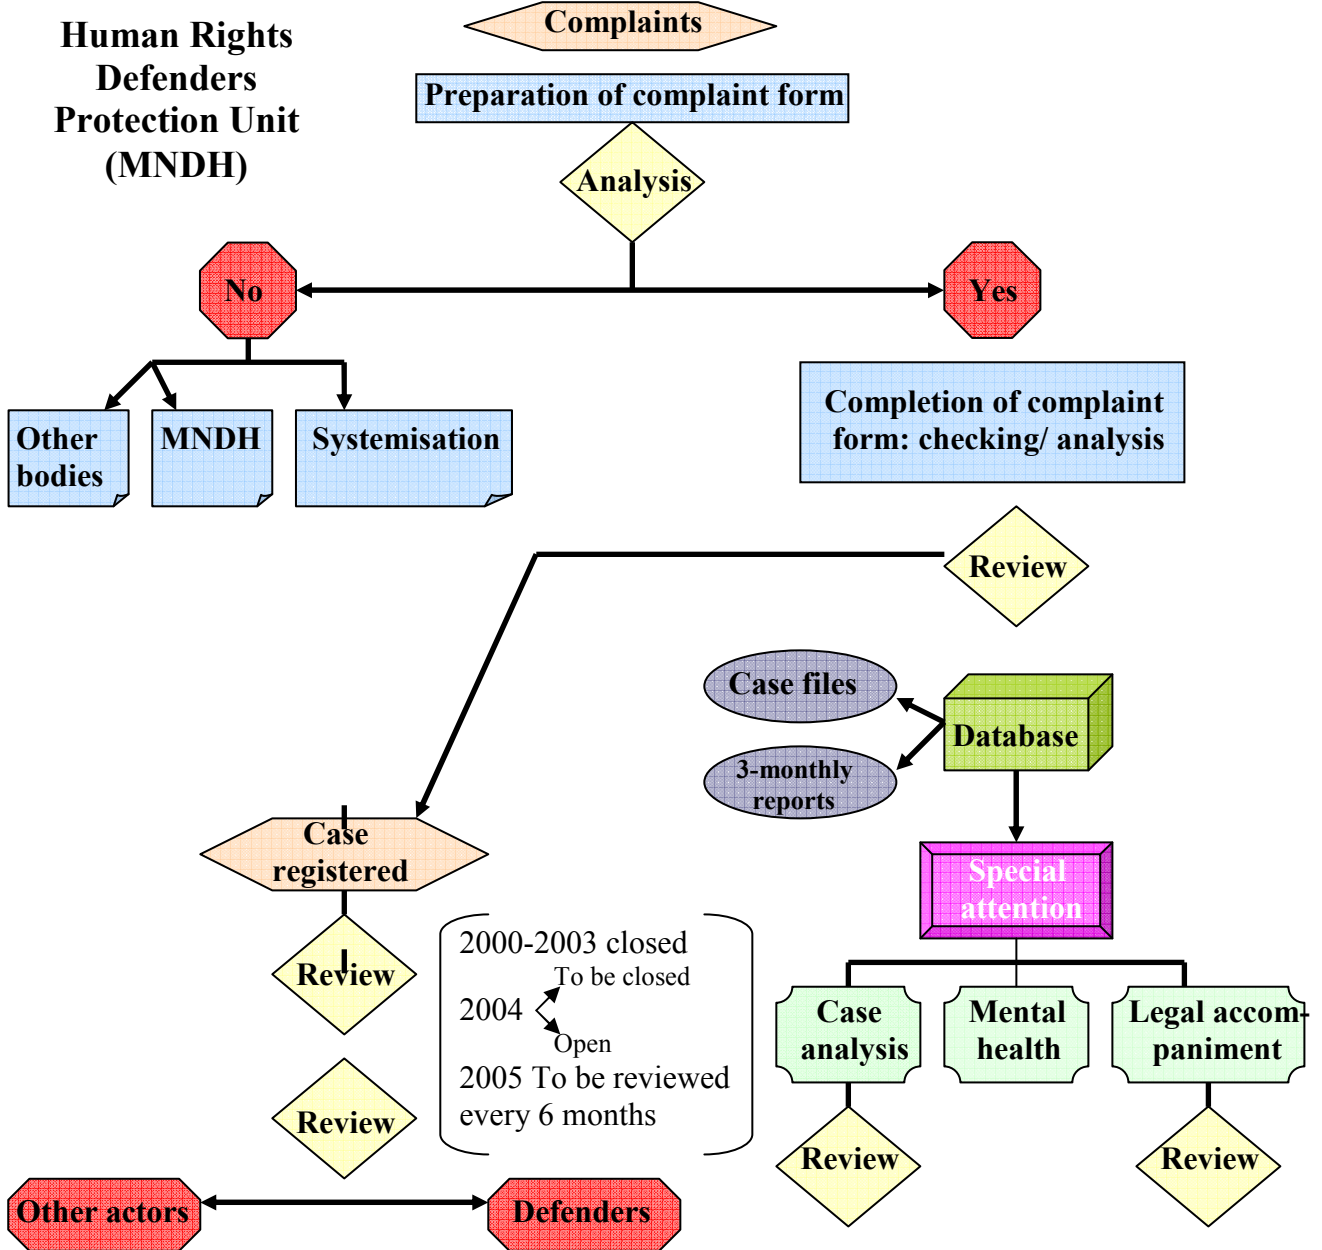 Human Rights
Defenders
Protection Unit
(MNDH)
Complaints
Preparation of complaint form
Analysis
No
Yes
Other
bodies
MNDH
Systemisation
Completion of complaint
form: checking/ analysis
Review
Case files
3-monthly
reports
Database
Special
attention
Case
registered
Review
2000-2003 closed
To be closed
2004
Open
2005 To be reviewed
every 6 months
Review
Case
analysis
Mental
health
Legal accom-
paniment
Review
Review
Other actors
Defenders